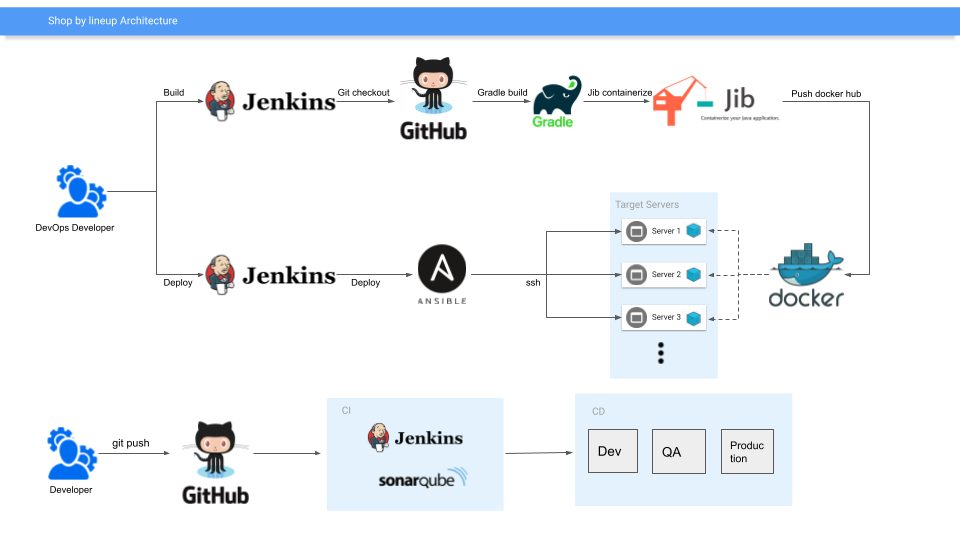 Shop by lineup Architecture
Build
Jenkins
Git checkout
GitHub
Gradle build
Gradle
Jib containerize
Jib
Containerize your java application.
Push docker hub
DevOps Developer
Deploy
Jenkins
Deploy
ANSIBLE
ssh
Target Servers
Server 1
Server 2
Server 3
docker
Developer
git push
GitHub
CI
Jenkins
sonarqube
CD
Dev
QA
Produc
tion